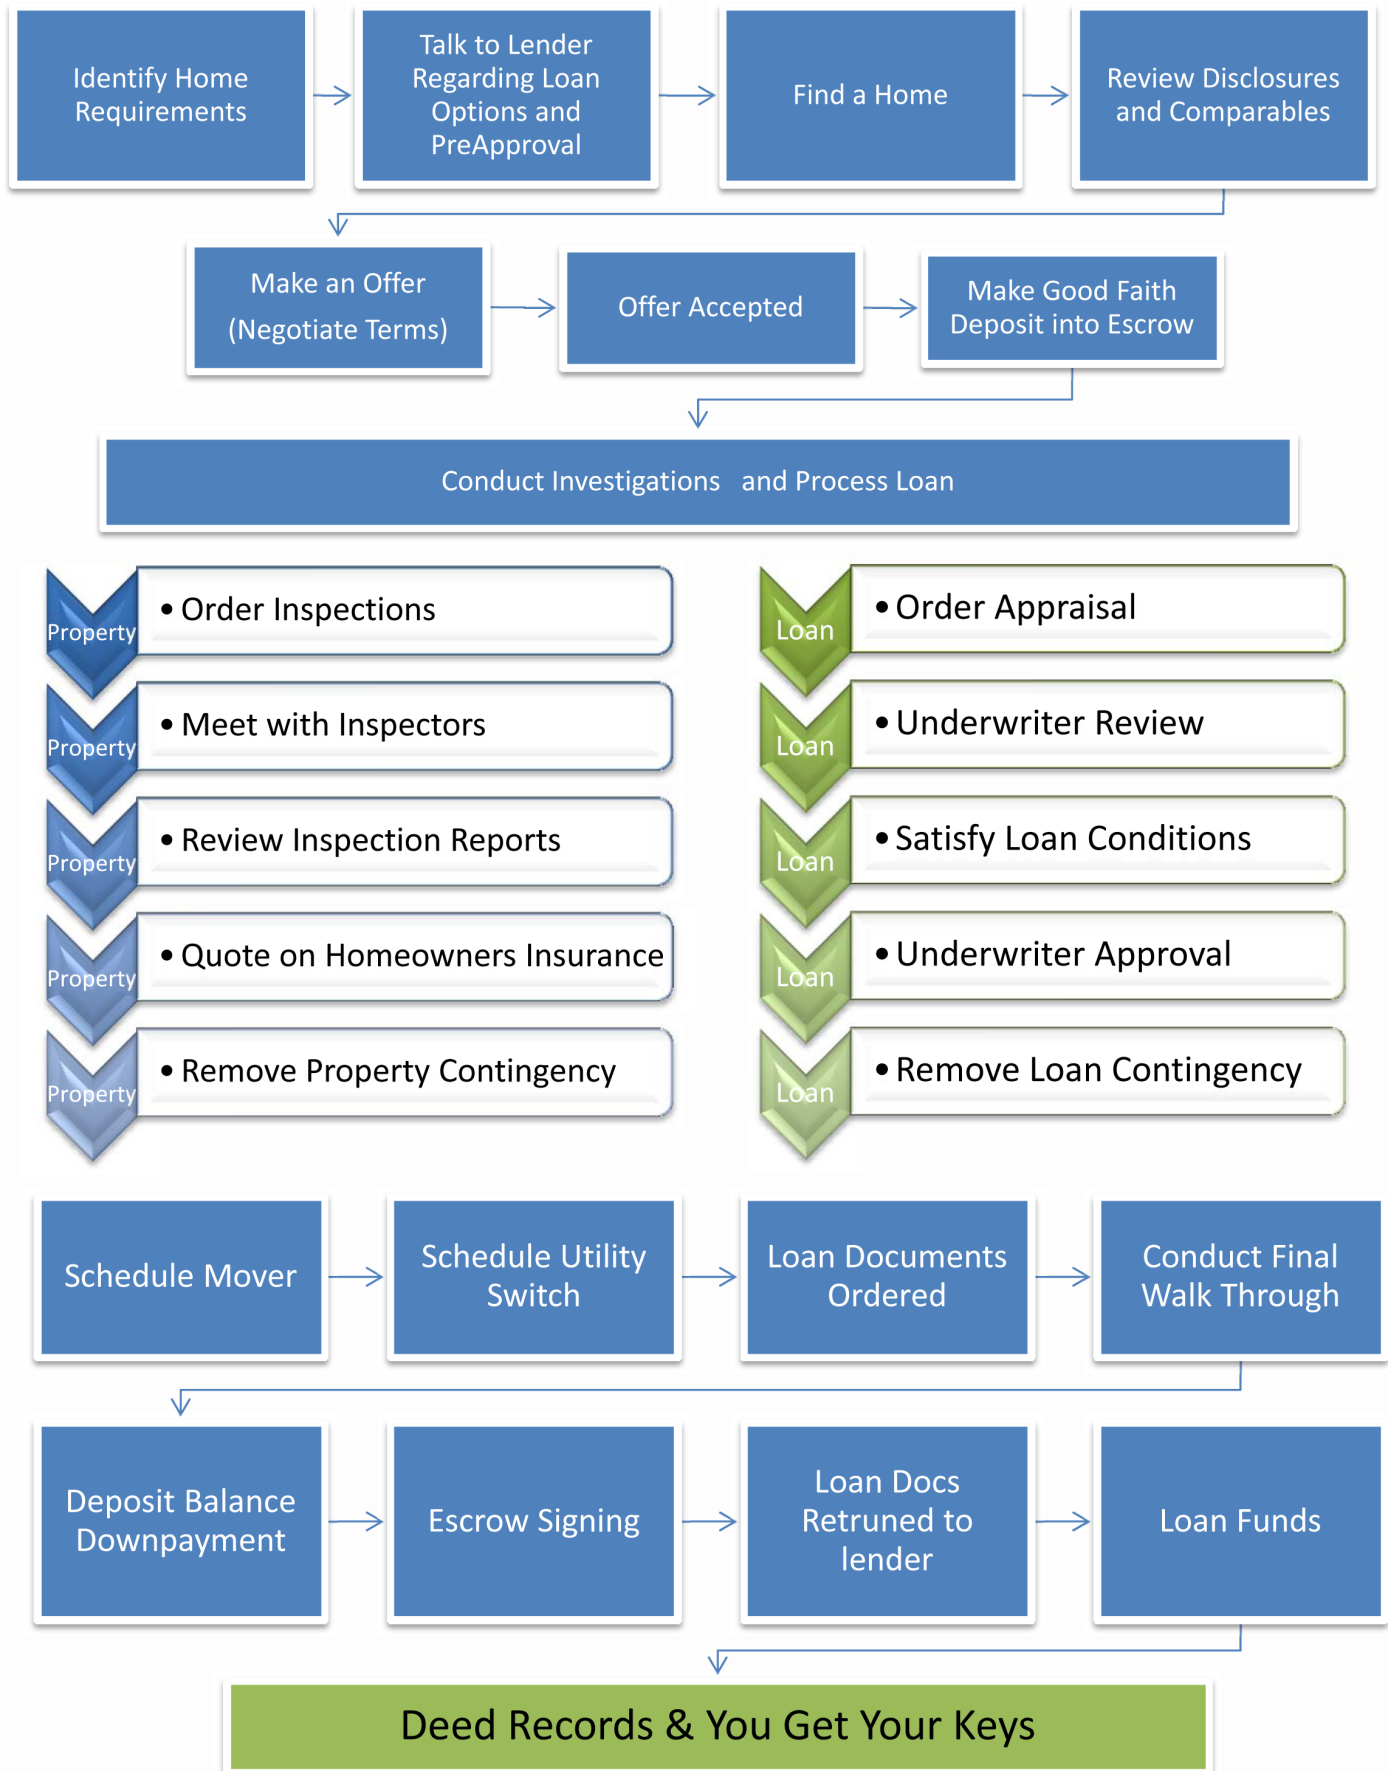 Identify Home
Requirements
Talk to Lender
Regarding Loan
Options and
PreApproval
Find a Home
Review Disclosures
and Comparables
Make an Offer
(Negotiate Terms)
Offer Accepted
Make Good Faith
Deposit into Escrow
Conduct Investigations and Process Loan
Property
• Order Inspections
Property
• Meet with Inspectors
Property
• Review Inspection Reports
Property
• Quote on Homeowners Insurance
Property
• Remove Property Contingency
Loan
• Order Appraisal
Loan
• Underwriter Review
Loan
• Satisfy Loan Conditions
Loan
• Underwriter Approval
Loan
• Remove Loan Contingency
Schedule Mover
Schedule Utility
Switch
Loan Documents
Ordered
Conduct Final
Walk Through
Deposit Balance
Downpayment
Escrow Signing
Loan Docs
Retruned to
lender
Loan Funds
Deed Records & You Get Your Keys